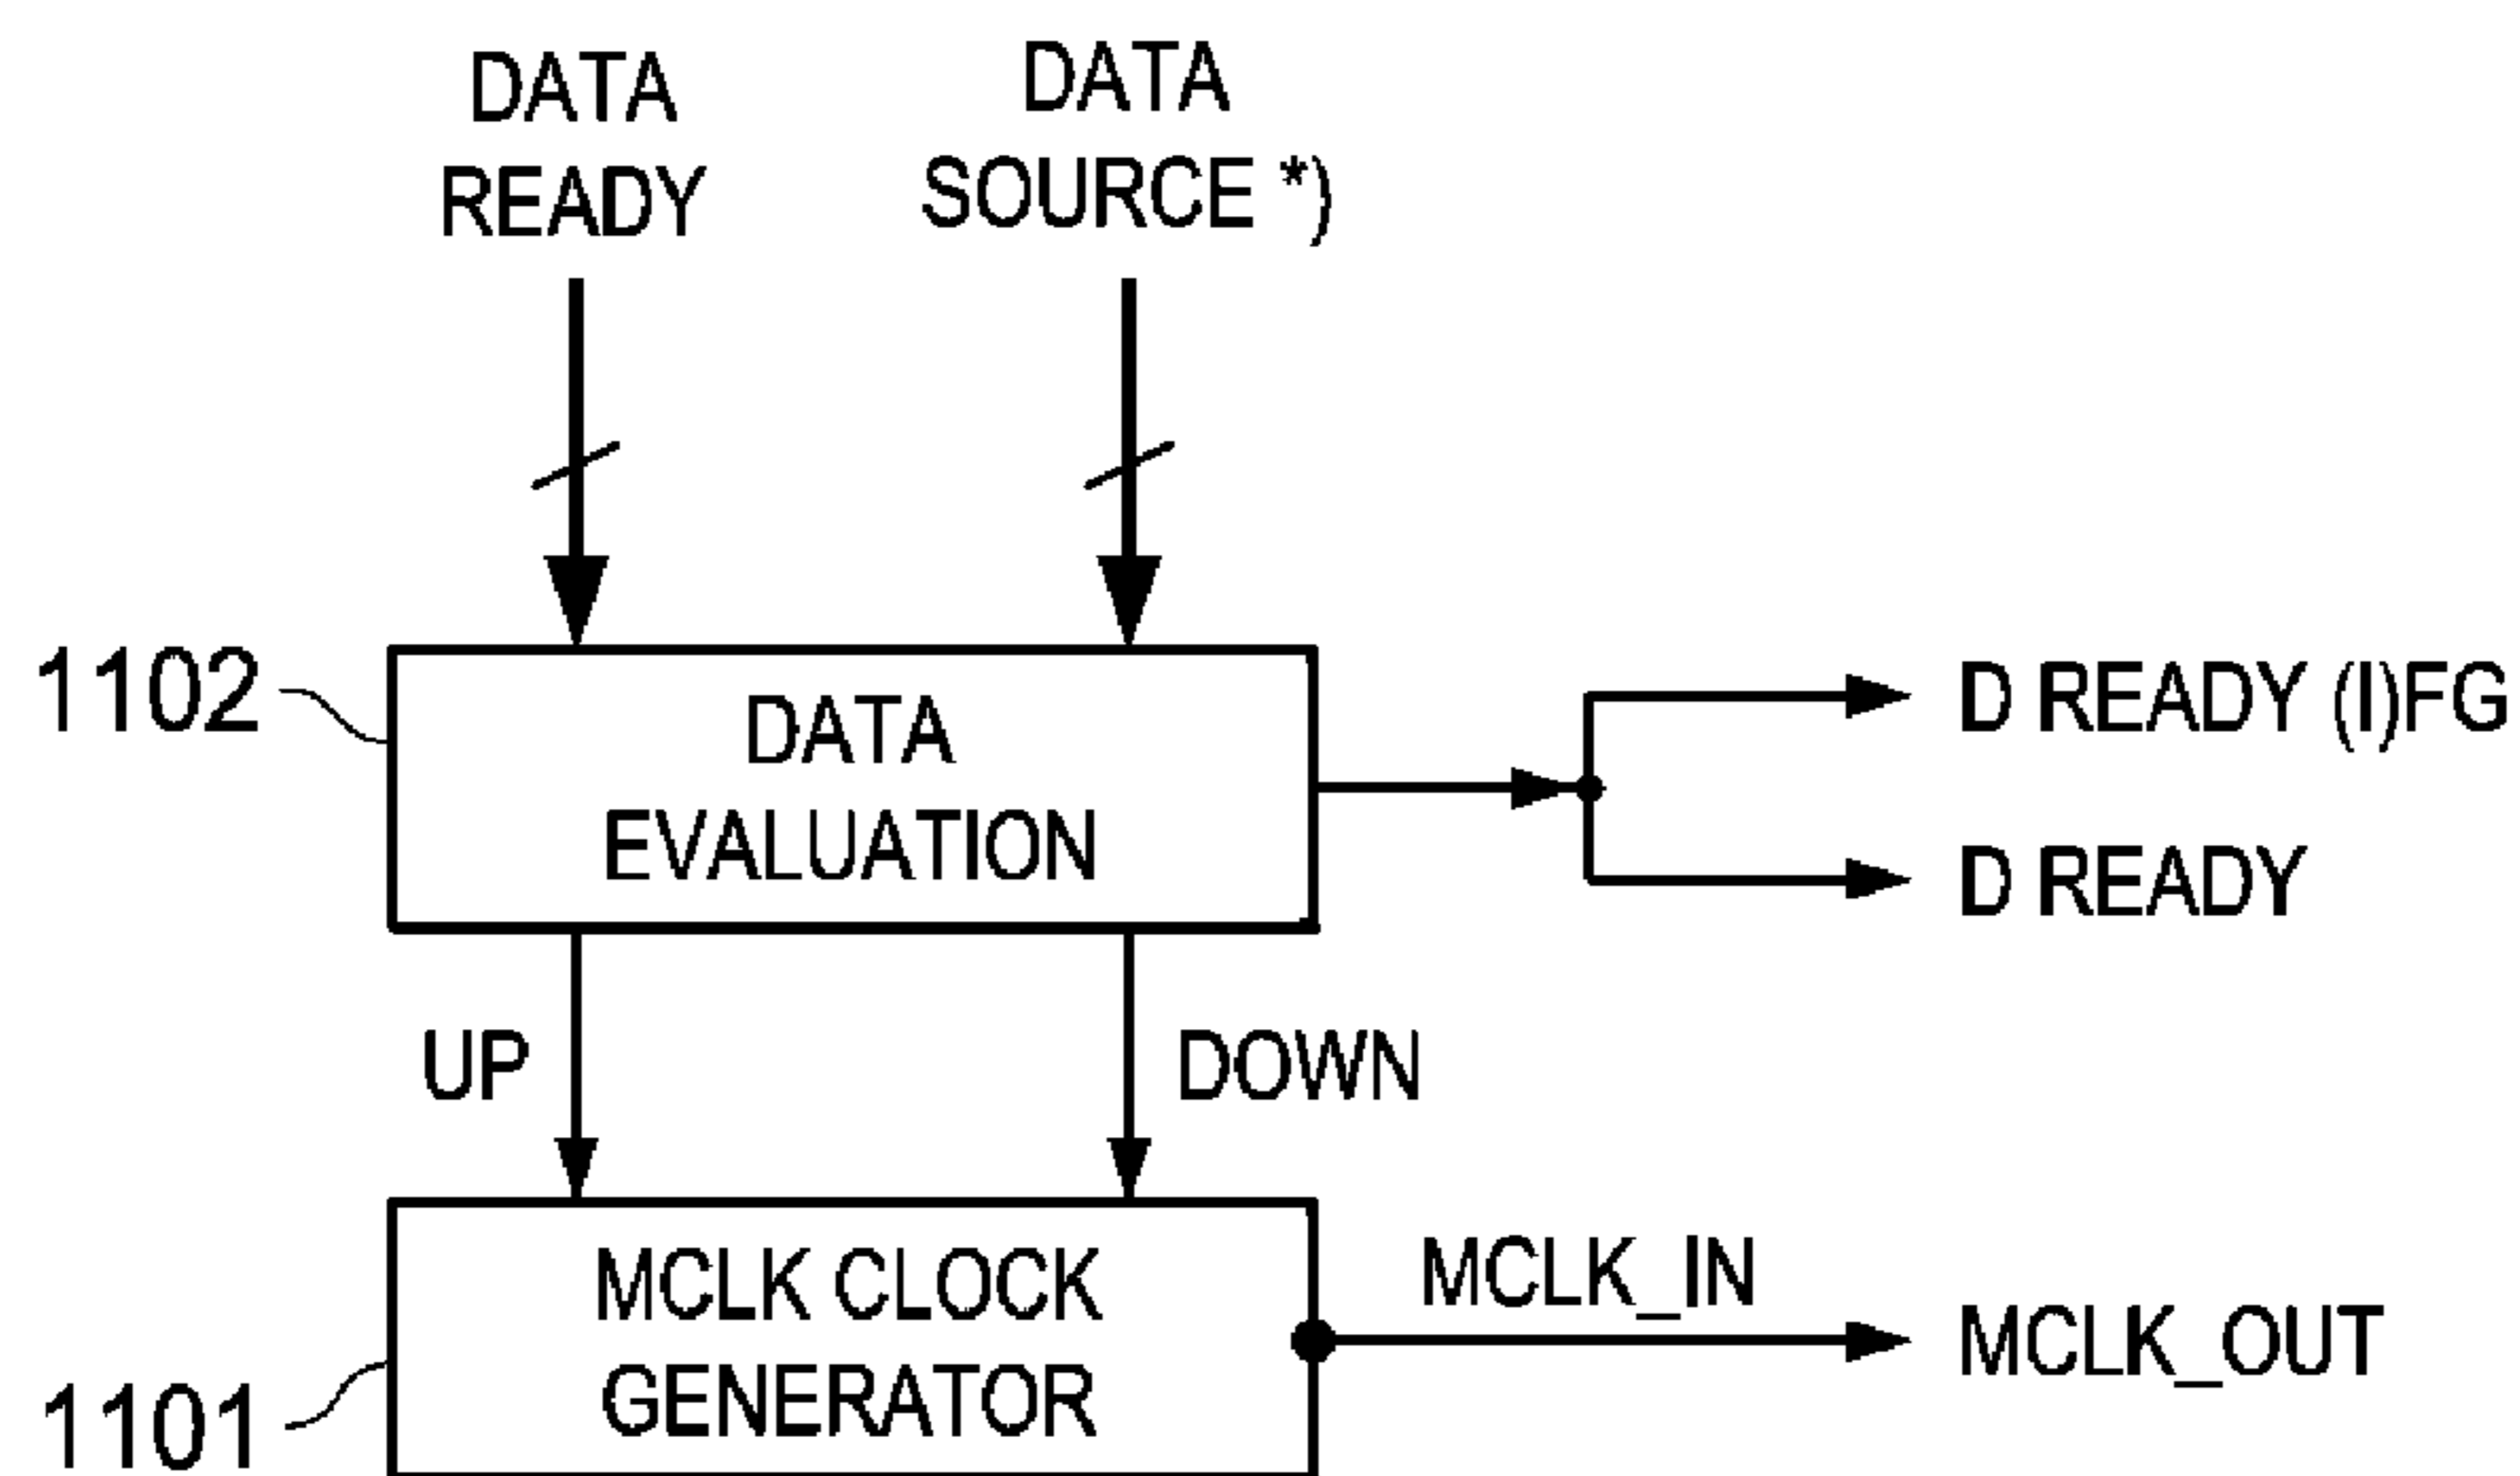 DATA
READY
DATA
SOURCE *)
1102
DATA
EVALUATION
D READY (I)FG
D READY
UP
DOWN
MCLK CLOCK
GENERATOR
MCLK_IN
MCLK_OUT
1101